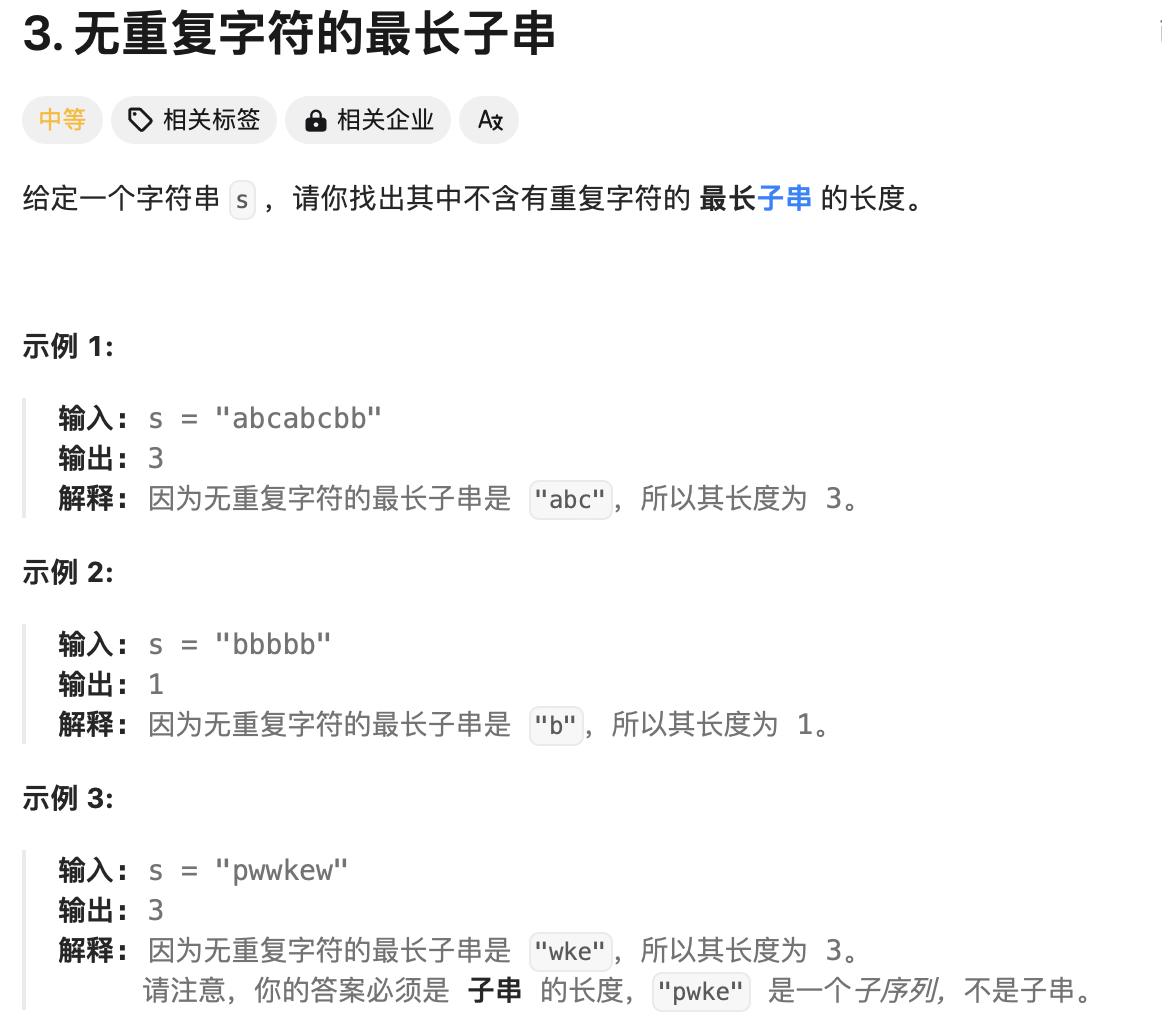 3. 无重复字符的最长子串
中等 相关标签 相关企业
给定一个字符串 s ，请你找出其中不含有重复字符的 最长子串 的长度。
示例 1:
输入: s = "abcabcbb"
输出: 3
解释: 因为无重复字符的最长子串是 "abc"，所以其长度为 3。
示例 2:
输入: s = "bbbbb"
输出: 1
解释: 因为无重复字符的最长子串是 "b"，所以其长度为 1。
示例 3:
输入: s = "pwwkew"
输出: 3
解释: 因为无重复字符的最长子串是 "wke"，所以其长度为 3。
请注意，你的答案必须是 子串 的长度，"pwke" 是一个子序列，不是子串。